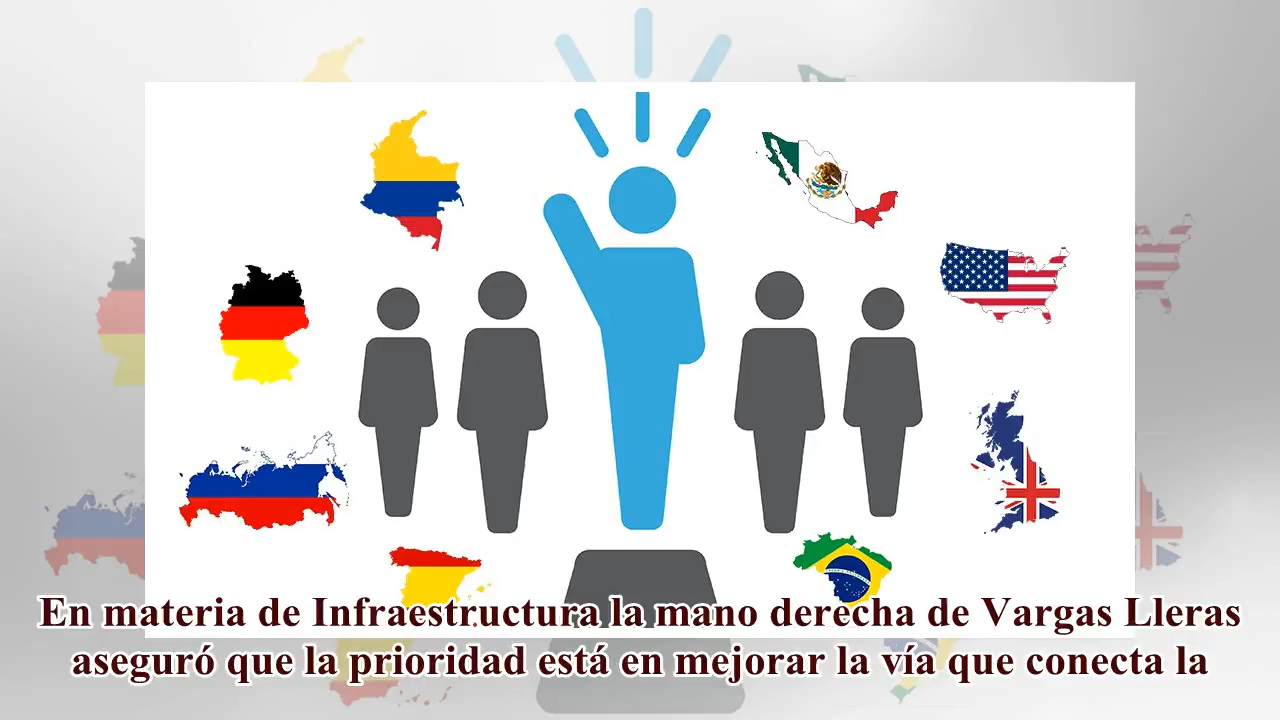 En materia de Infraestructura la mano derecha de Vargas Lleras
aseguró que la prioridad está en mejorar la vía que conecta la